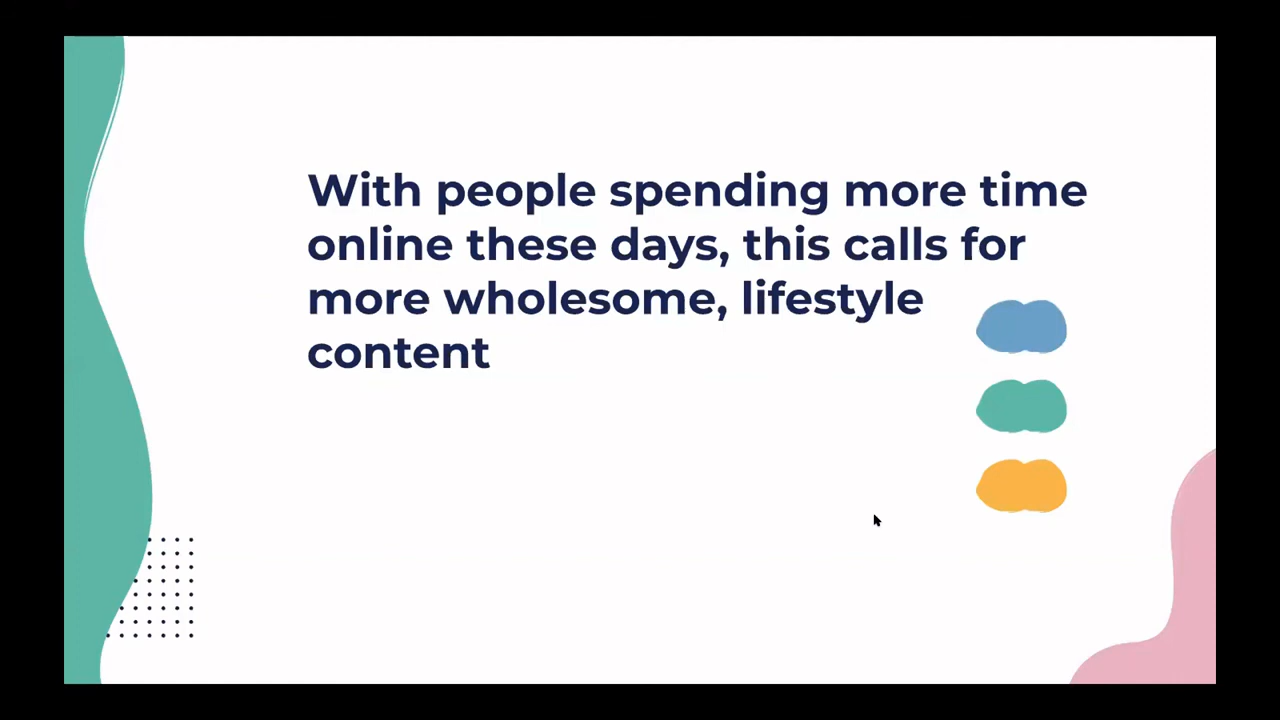 With people spending more time
online these days, this calls for
more wholesome, lifestyle
content